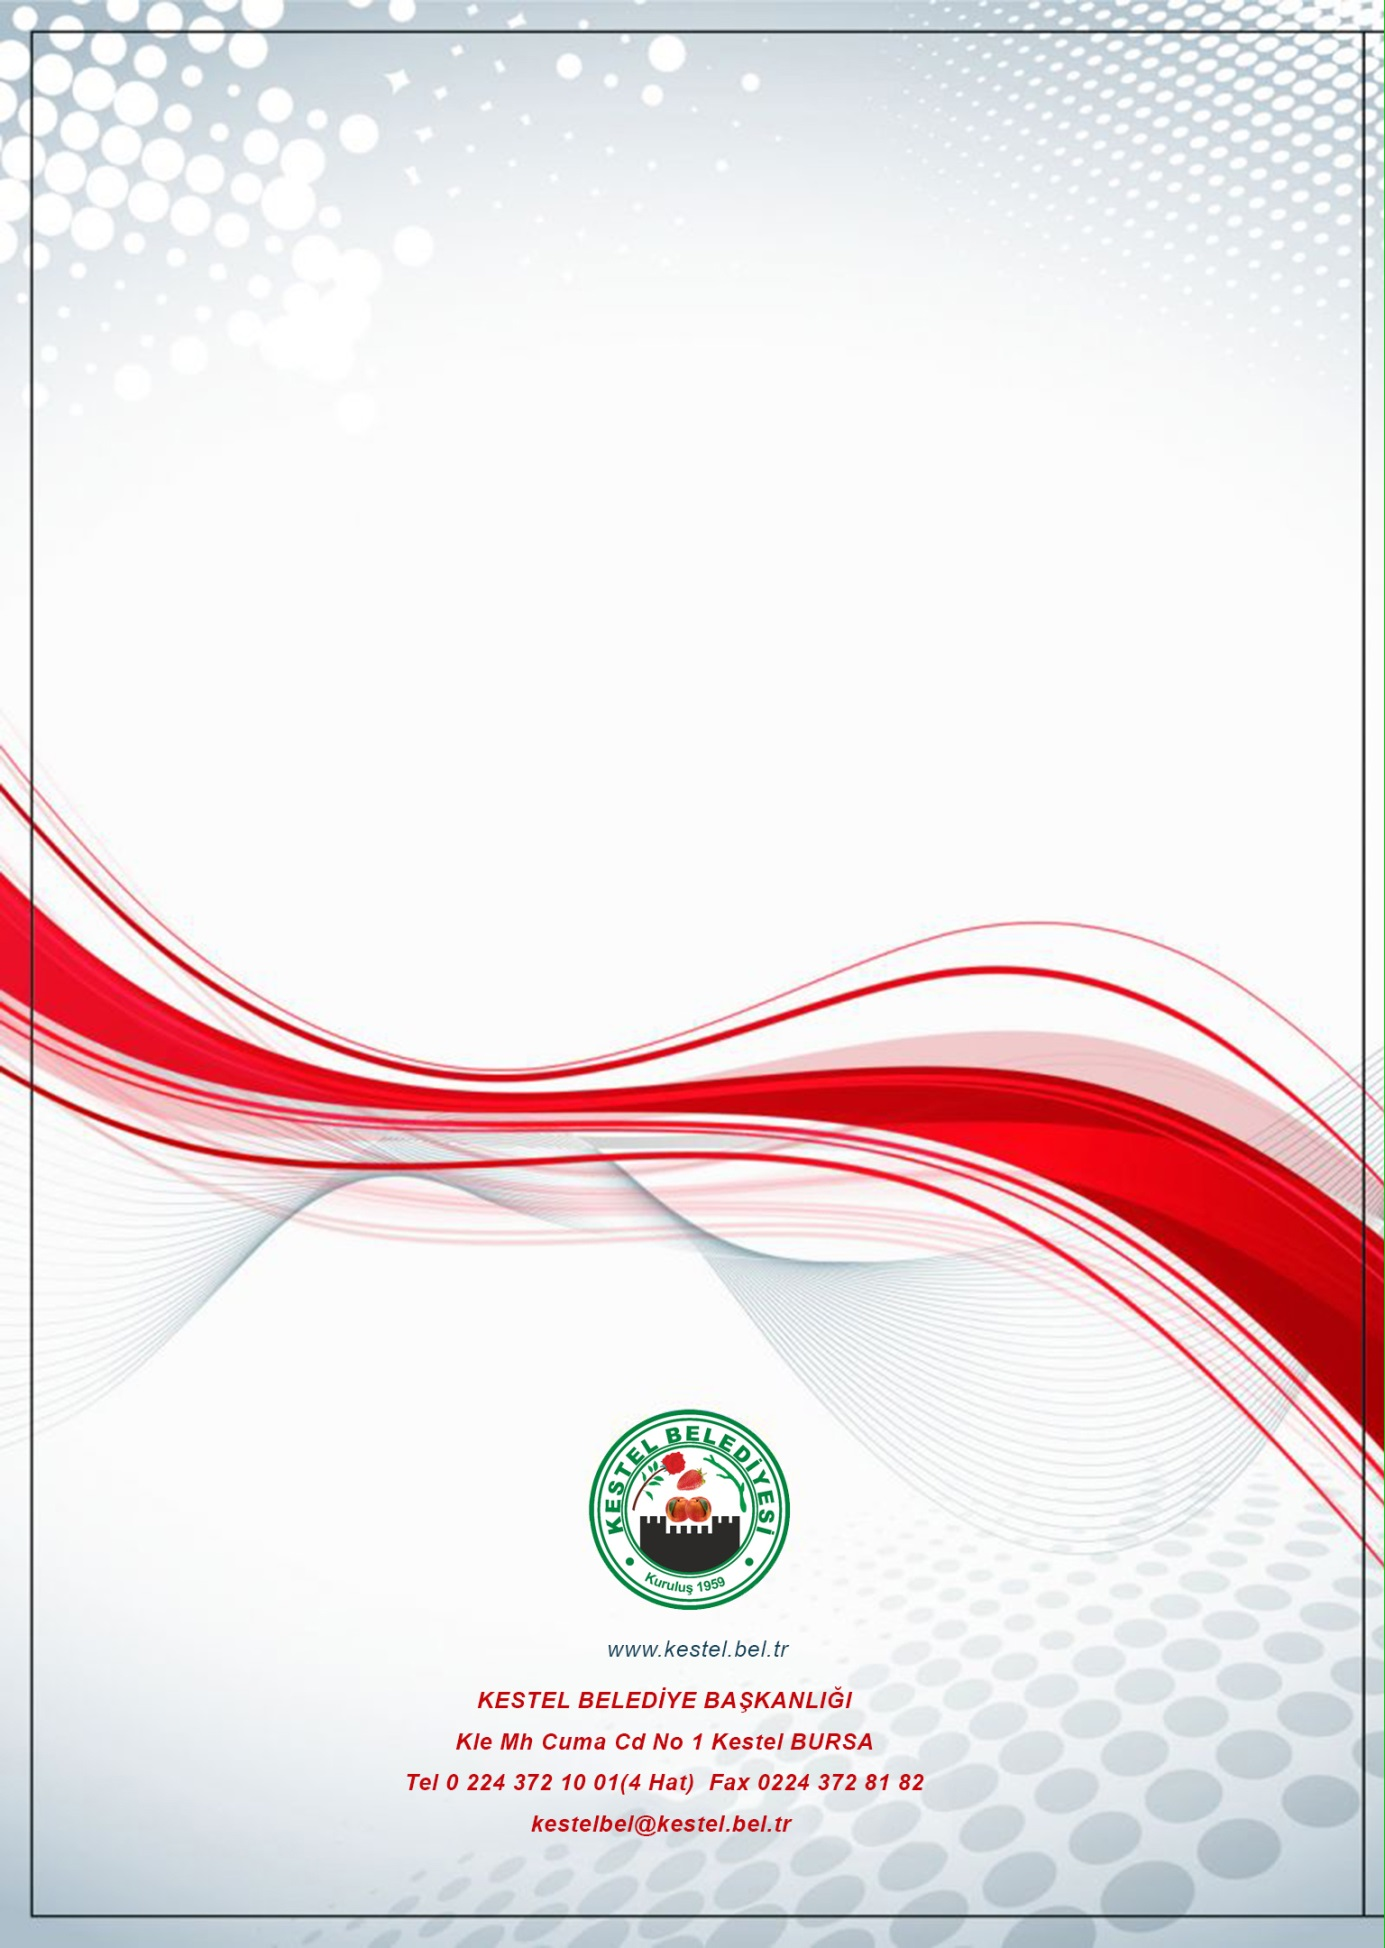 KESTEL BELEDİYESİ
Kuruluş 1959
www.kestel.bel.tr
KESTEL BELEDİYE BAŞKANLIĞI
Kle Mh Cuma Cd No 1 Kestel BURSA
Tel 0 224 372 10 01(4 Hat)  Fax 0224 372 81 82
kestelbel@kestel.bel.tr